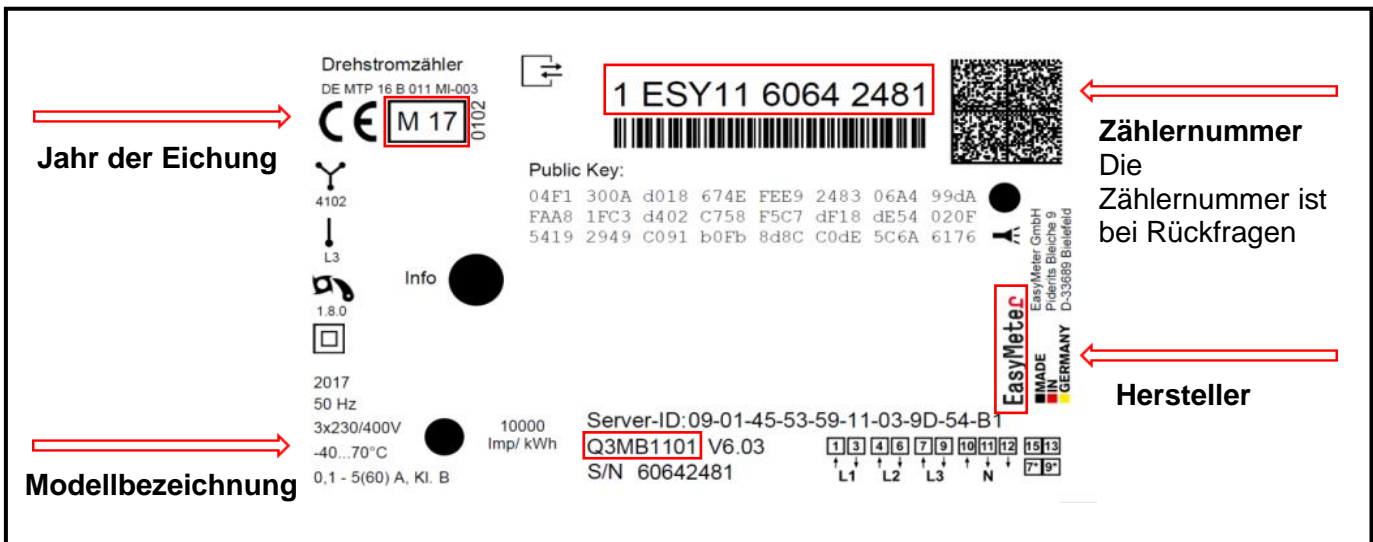 Drehstromzähler
DE MTP 16 B 011 MI-003
CE M 17 0102
1 ESY11 6064 2481
Jahr der Eichung
Zählernummer
Die
Zählernummer ist
bei Rückfragen
4102
L3
1.8.0
Public Key:
04F1 300A d018 674E FEE9 2483 06A4 99dA
FAA8 1FC3 d402 C758 F5C7 dF18 dE54 020F
5419 2949 C091 b0Fb 8d8C C0dE 5C6A 6176
Info
EasyMeter
EasyMeter GmbH
Piderits Bleiche 9
D-33689 Bielefeld
MADE
IN
GERMANY
Hersteller
2017
50 Hz
3x230/400V
-40...70°C
0,1 - 5(60) A, Kl. B
Modellbezeichnung
10000
Imp/ kWh
Server-ID:09-01-45-53-59-11-03-9D-54-B1
Q3MB1101 V6.03
S/N 60642481
1 3 4 6 7 9 10 11 12 15 13
7* 9*
L1 L2 L3 N